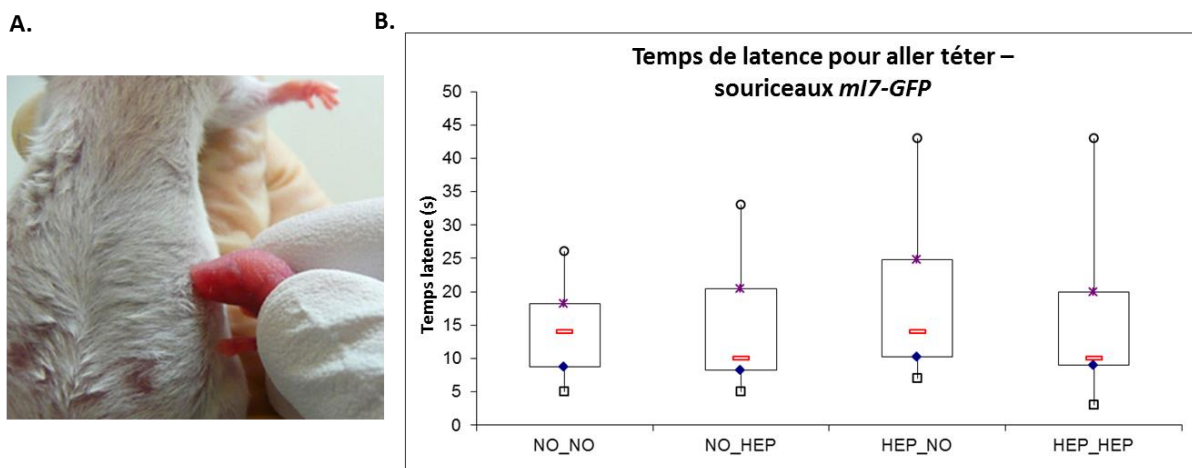 A.
B.
Temps de latence pour aller téter –
souriceaux mI7-GFP
Temps latence (s)
50
45
40
35
30
25
20
15
10
5
0
NO_NO NO_HEP HEP_NO HEP_HEP